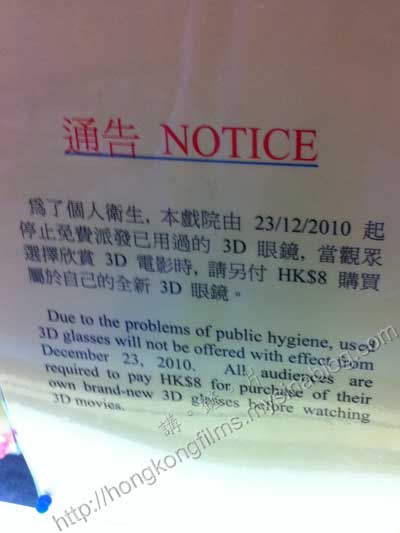 通告 NOTICE
為了個人衛生, 本戲院由 23/12/2010 起
停止免費派發已用過的 3D 眼鏡, 當觀眾
選擇欣賞 3D 電影時, 請另付 HK$8 購買
屬於自己的全新 3D 眼鏡。
Due to the problems of public hygiene, used
3D glasses will not be offered with effect from
December 23, 2010. All audiences are
required to pay HK$8 for purchase of their
own brand-new 3D glasses before watching
3D movies.
http://hongkongfilms.mysinablog.com